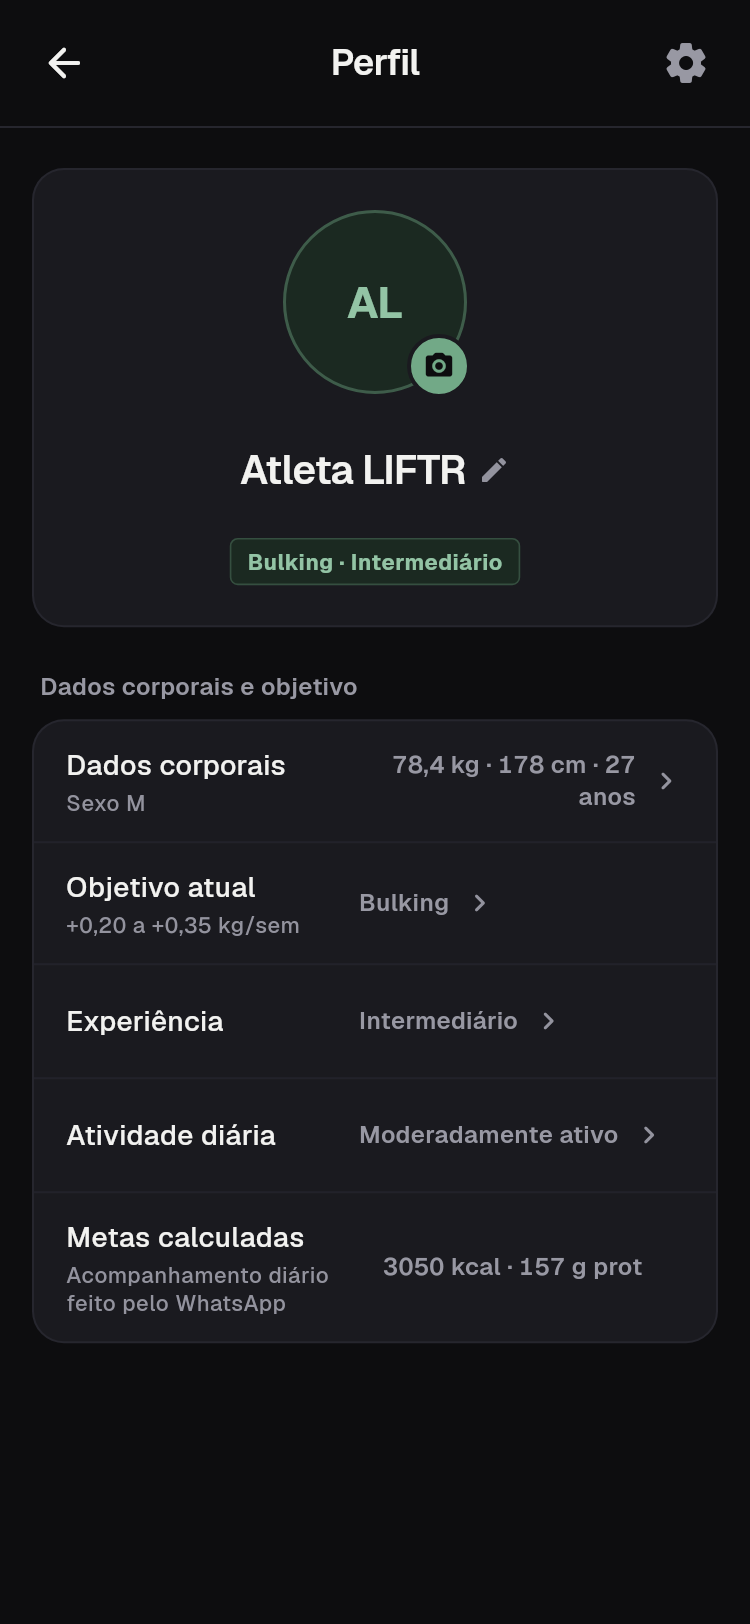 Perfil
AL
Atleta LIFTR
Bulking · Intermediário
Dados corporais e objetivo
Dados corporais
Sexo M
78,4 kg · 178 cm · 27
anos
Objetivo atual
+0,20 a +0,35 kg/sem
Bulking
Experiência
Intermediário
Atividade diária
Moderadamente ativo
Metas calculadas
Acompanhamento diário
feito pelo WhatsApp
3050 kcal · 157 g prot